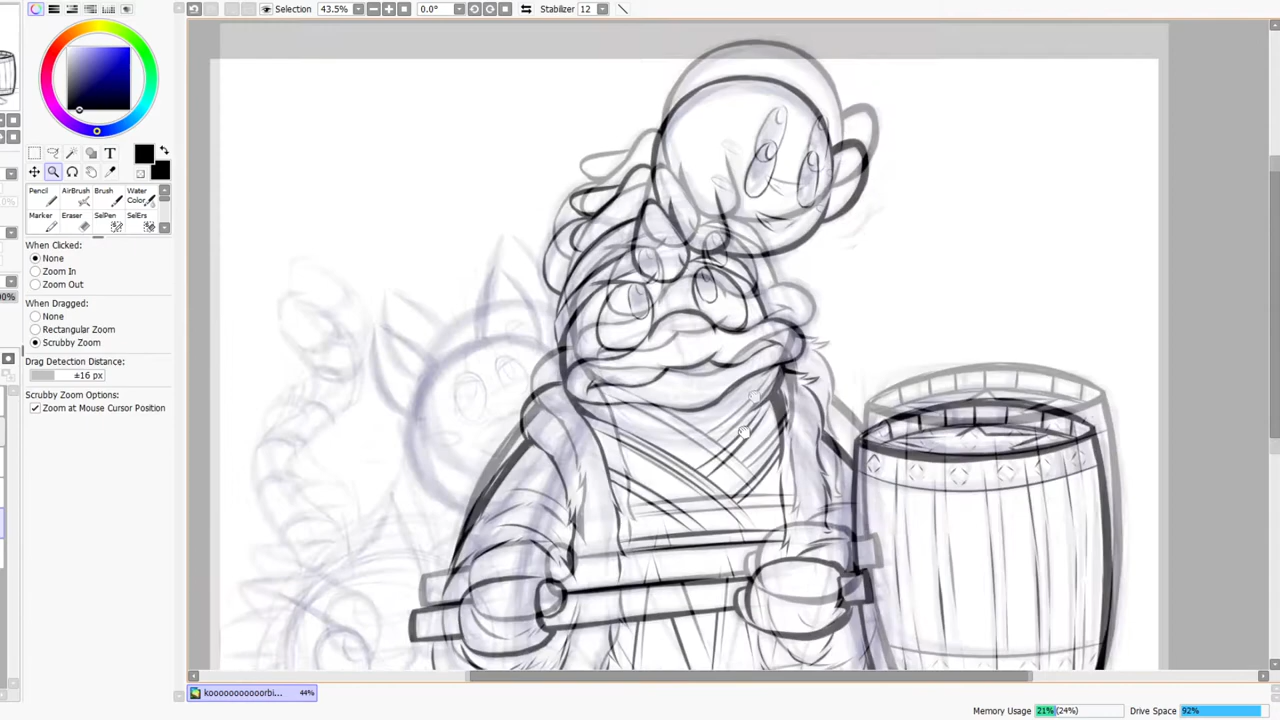 Selection 43.5% 0.0° Stabilizer 12
T
Pencil AirBrush Brush Water Color
Marker Eraser SelPen SelErs
When Clicked:
None
Zoom In
Zoom Out
When Dragged:
None
Rectangular Zoom
Scrubby Zoom
Drag Detection Distance:
±16 px
Scrubby Zoom Options:
Zoom at Mouse Cursor Position
44%
Memory Usage 21% (24%) Drive Space 92%